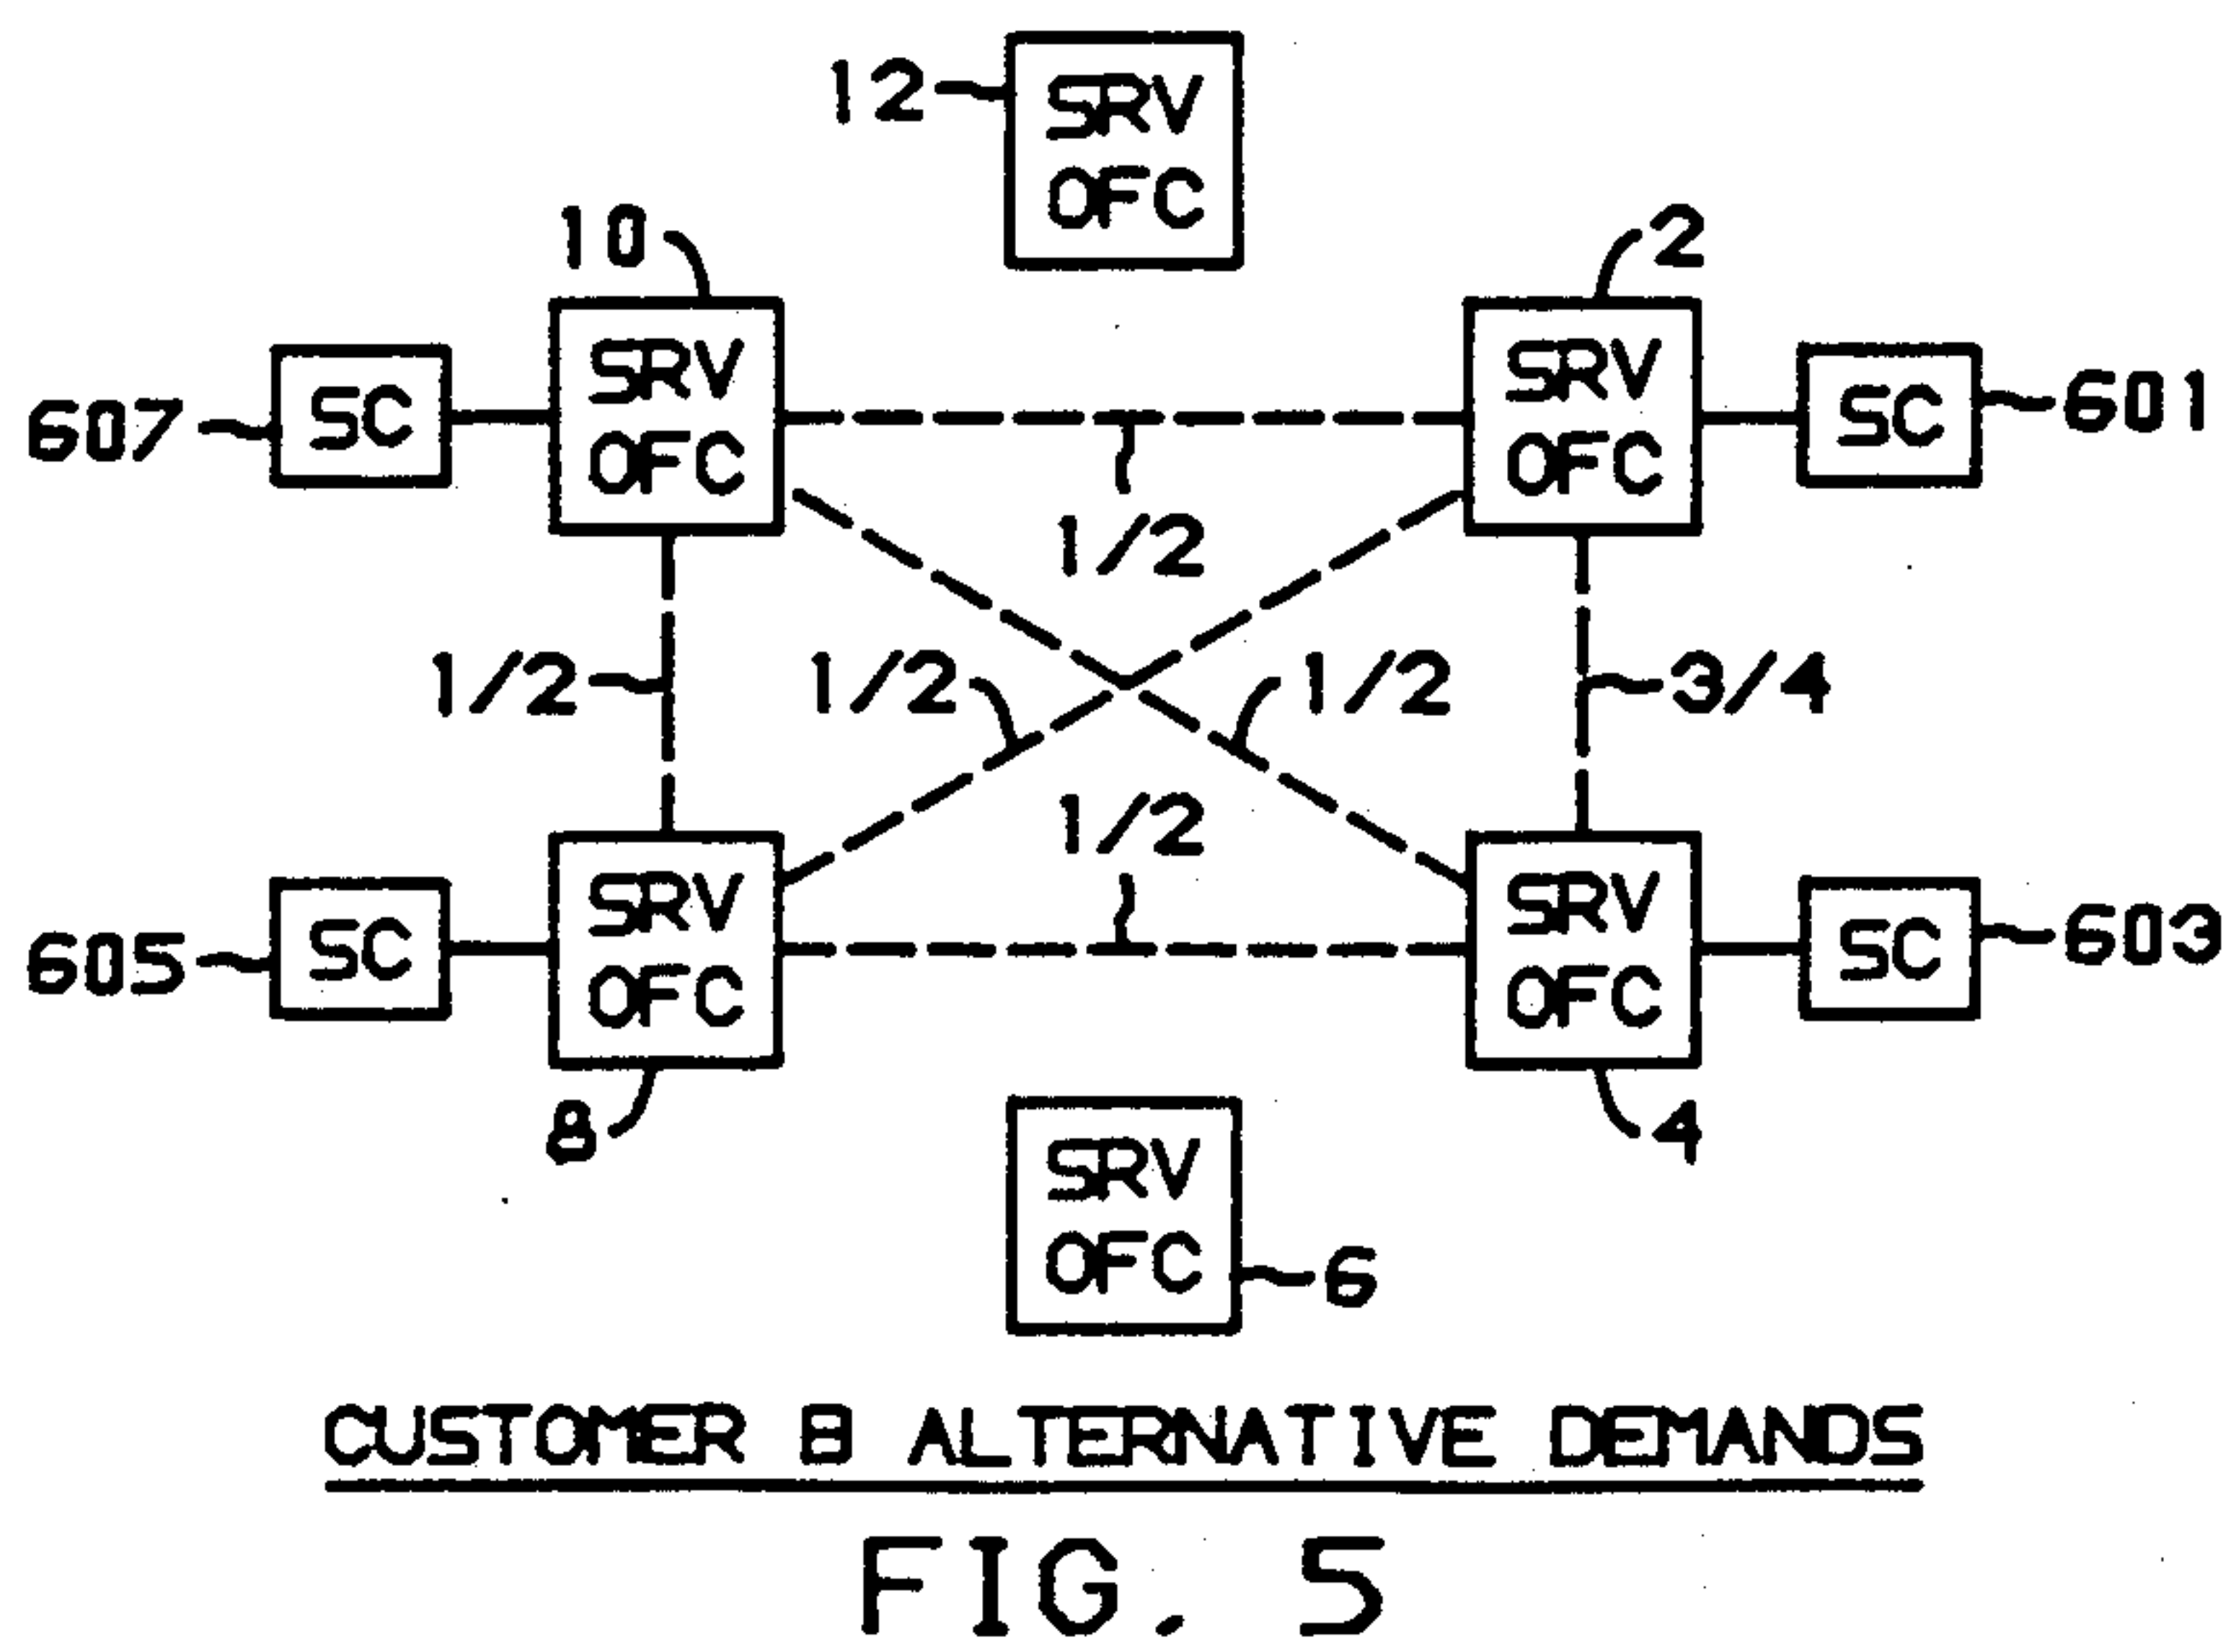 12
SRV
OFC
10
2
SRV
OFC
SRV
OFC
607
SC
SC
601
1/2
1/2
1/2
1/2
3/4
1/2
SRV
OFC
SRV
OFC
605
SC
SC
603
8
4
SRV
OFC
6
CUSTOMER B ALTERNATIVE DEMANDS
FIG. 5